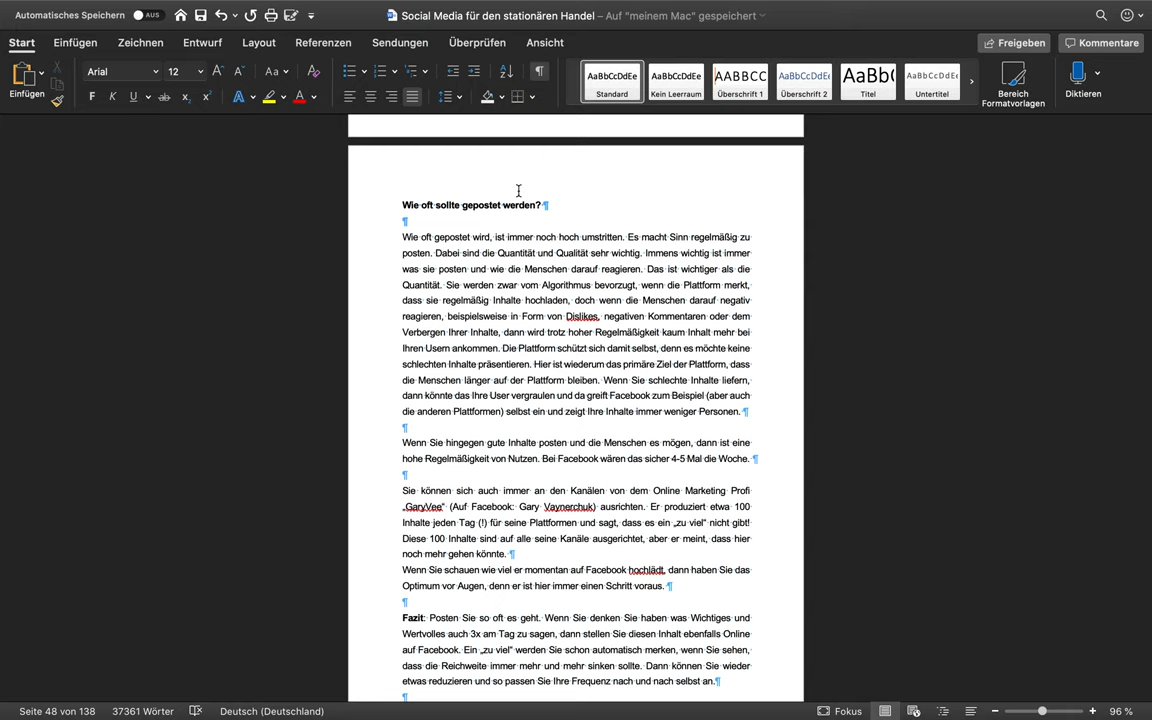 Automatisches Speichern AUS
Social Media für den stationären Handel – Auf "meinem Mac" gespeichert
Start Einfügen Zeichnen Entwurf Layout Referenzen Sendungen Überprüfen Ansicht Freigeben Kommentare
Einfügen
Arial 12
AaBbCcDdEe Standard
AaBbCcDdEe Kein Leerraum
AABBCC Überschrift 1
AaBbCcDdEe Überschrift 2
AaBb( Titel
AaBbCcDdEe Untertitel
Bereich Formatvorlagen
Diktieren
F K U ab x₂ x²
Wie oft sollte gepostet werden?¶
¶
Wie oft gepostet wird, ist immer noch hoch umstritten. Es macht Sinn regelmäßig zu
posten. Dabei sind die Quantität und Qualität sehr wichtig. Immens wichtig ist immer
was sie posten und wie die Menschen darauf reagieren. Das ist wichtiger als die
Quantität. Sie werden zwar vom Algorithmus bevorzugt, wenn die Plattform merkt,
dass sie regelmäßig Inhalte hochladen, doch wenn die Menschen darauf negativ
reagieren, beispielsweise in Form von Dislikes, negativen Kommentaren oder dem
Verbergen Ihrer Inhalte, dann wird trotz hoher Regelmäßigkeit kaum Inhalt mehr bei
Ihren Usern ankommen. Die Plattform schützt sich damit selbst, denn es möchte keine
schlechten Inhalte präsentieren. Hier ist wiederum das primäre Ziel der Plattform, dass
die Menschen länger auf der Plattform bleiben. Wenn Sie schlechte Inhalte liefern,
dann könnte das Ihre User vergraulen und da greift Facebook zum Beispiel (aber auch
die anderen Plattformen) selbst ein und zeigt Ihre Inhalte immer weniger Personen. ¶
¶
Wenn Sie hingegen gute Inhalte posten und die Menschen es mögen, dann ist eine
hohe Regelmäßigkeit von Nutzen. Bei Facebook wären das sicher 4-5 Mal die Woche. ¶
¶
Sie können sich auch immer an den Kanälen von dem Online Marketing Profi
„GaryVee“ (Auf Facebook: Gary Vaynerchuk) ausrichten. Er produziert etwa 100
Inhalte jeden Tag (!) für seine Plattformen und sagt, dass es ein „zu viel“ nicht gibt!
Diese 100 Inhalte sind auf alle seine Kanäle ausgerichtet, aber er meint, dass hier
noch mehr gehen könnte. ¶
Wenn Sie schauen wie viel er momentan auf Facebook hochlädt, dann haben Sie das
Optimum vor Augen, denn er ist hier immer einen Schritt voraus. ¶
¶
Fazit: Posten Sie so oft es geht. Wenn Sie denken Sie haben was Wichtiges und
Wertvolles auch 3x am Tag zu sagen, dann stellen Sie diesen Inhalt ebenfalls Online
auf Facebook. Ein „zu viel“ werden Sie schon automatisch merken, wenn Sie sehen,
dass die Reichweite immer mehr und mehr sinken sollte. Dann können Sie wieder
etwas reduzieren und so passen Sie Ihre Frequenz nach und nach selbst an.¶
¶
Seite 48 von 138 37361 Wörter Deutsch (Deutschland) Fokus 96 %